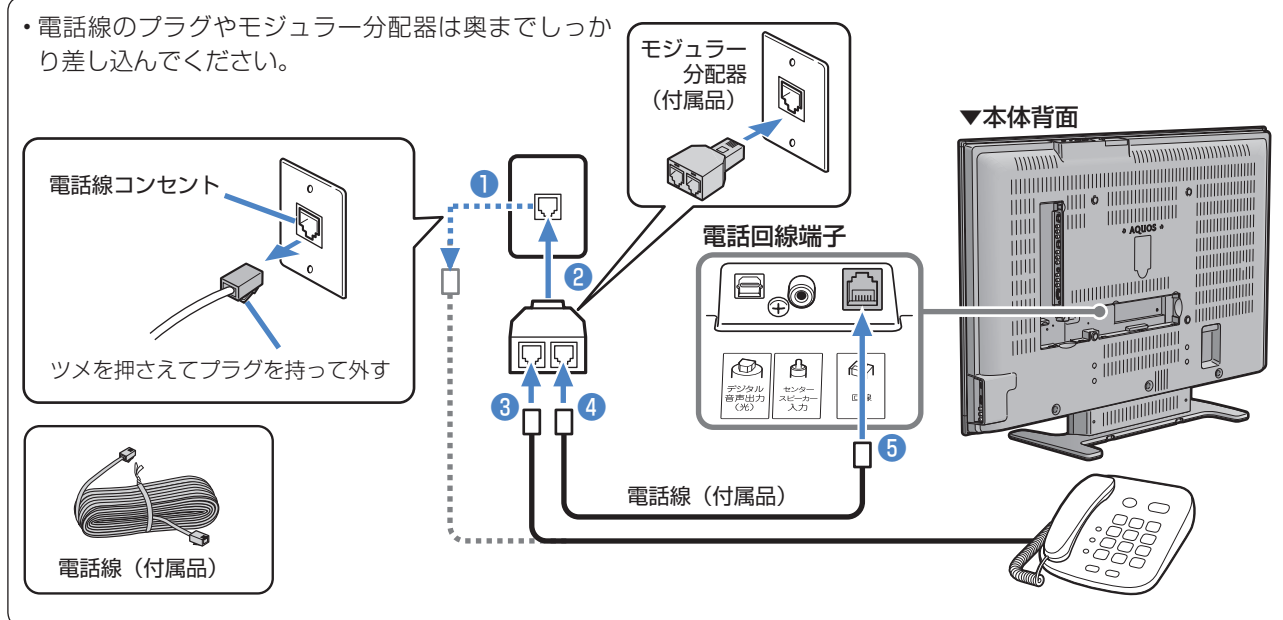 ・電話線のプラグやモジュラー分配器は奥までしっか
り差し込んでください。
モジュラー
分配器
（付属品）
▼本体背面
電話線コンセント
❶
❷
電話回線端子
AQUOS
ツメを押さえてプラグを持って外す
デジタル
音声出力
（光）
センター
スピーカー
入力
❸
❹
❺
電話線（付属品）
電話線（付属品）